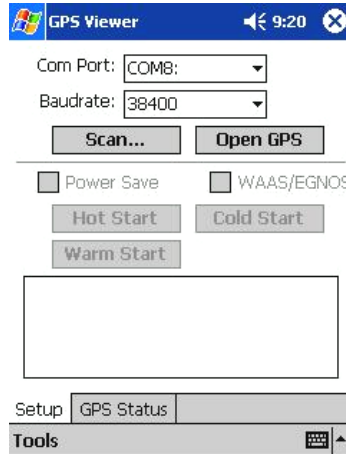 GPS Viewer 9:20
Com Port: COM8:
Baudrate: 38400
Scan... Open GPS
Power Save WAAS/EGNOS
Hot Start Cold Start
Warm Start
Setup GPS Status
Tools